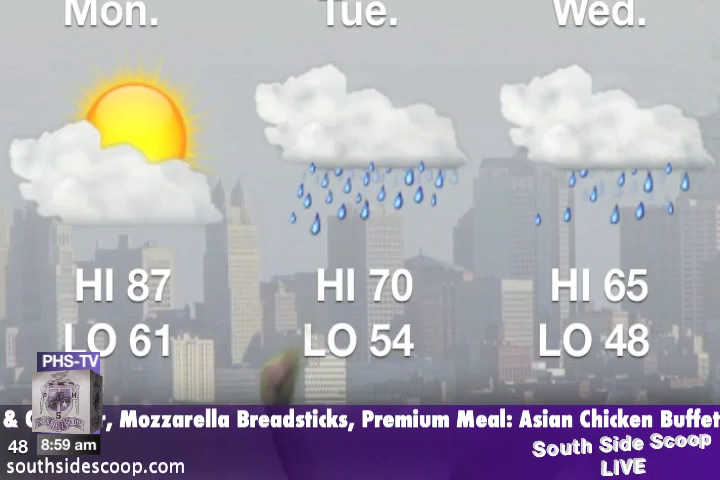 Mon. Tue. Wed.
HI 87 HI 70 HI 65
LO 61 LO 54 LO 48
PHS-TV
& r, Mozzarella Breadsticks, Premium Meal: Asian Chicken Buffet
48 8:59 am
South Side Scoop
LIVE
southsidescoop.com